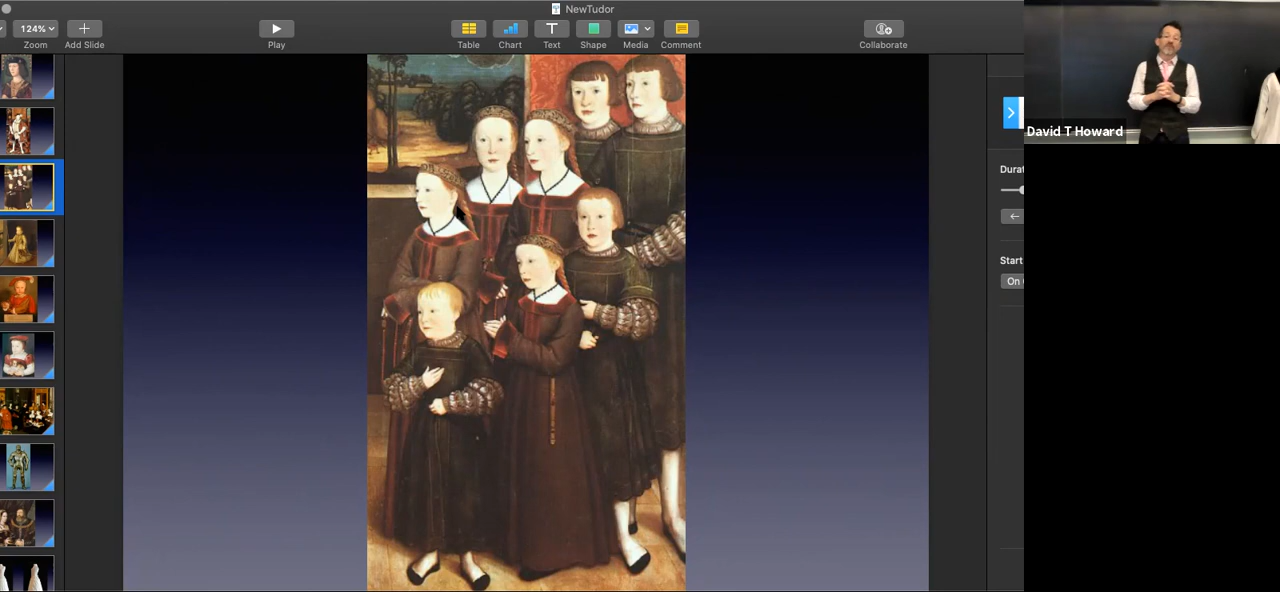 NewTudor
124%
Zoom
Add Slide
Play
Table
Chart
Text
Shape
Media
Comment
Collaborate
David T Howard
Durat
Start
On